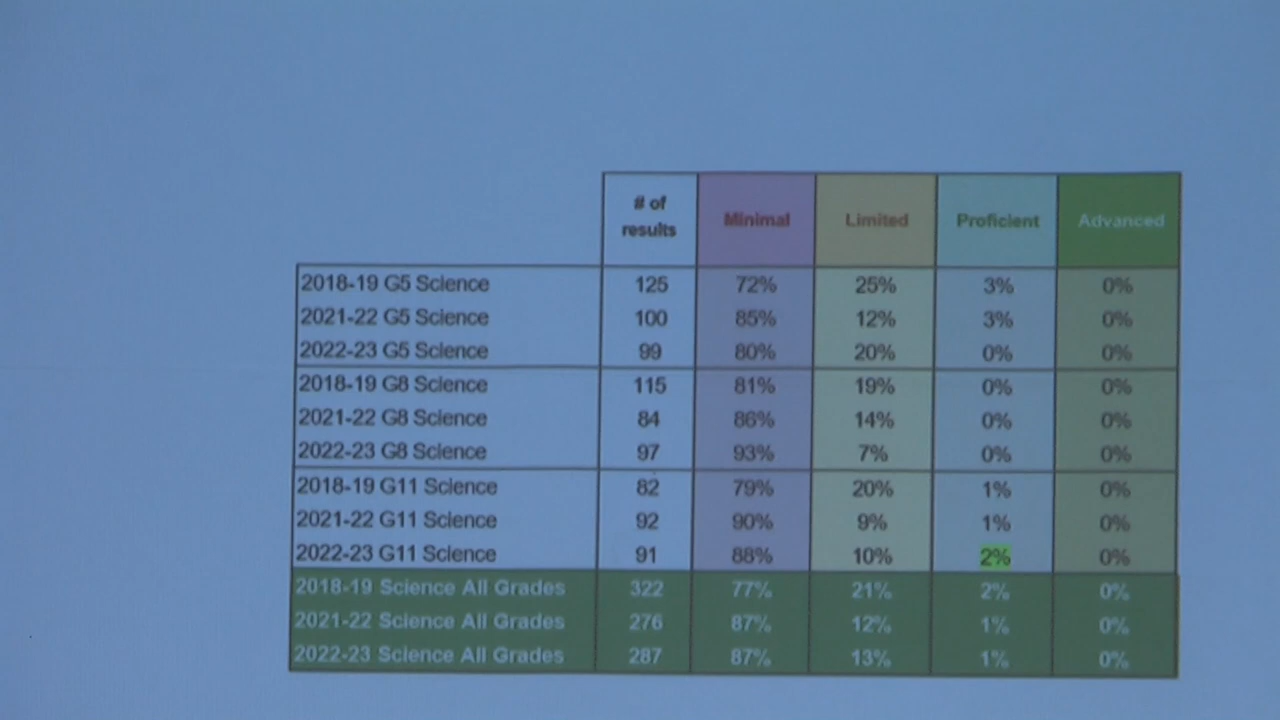 # of results Minimal Limited Proficient Advanced
2018-19 G5 Science 125 72% 25% 3% 0%
2021-22 G5 Science 100 85% 12% 3% 0%
2022-23 G5 Science 99 80% 20% 0% 0%
2018-19 G8 Science 115 81% 19% 0% 0%
2021-22 G8 Science 84 86% 14% 0% 0%
2022-23 G8 Science 97 93% 7% 0% 0%
2018-19 G11 Science 82 79% 20% 1% 0%
2021-22 G11 Science 92 90% 9% 1% 0%
2022-23 G11 Science 91 88% 10% 2% 0%
2018-19 Science All Grades 322 77% 21% 2% 0%
2021-22 Science All Grades 276 87% 12% 1% 0%
2022-23 Science All Grades 287 87% 13% 1% 0%